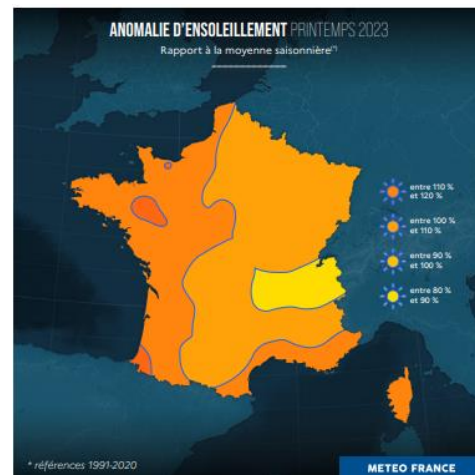 ANOMALIE D'ENSOLEILLEMENT PRINTEMPS 2023
Rapport à la moyenne saisonnière(*)
entre 110 %
et 120 %
entre 100 %
et 110 %
entre 90 %
et 100 %
entre 80 %
et 90 %
* références 1991-2020
METEO FRANCE